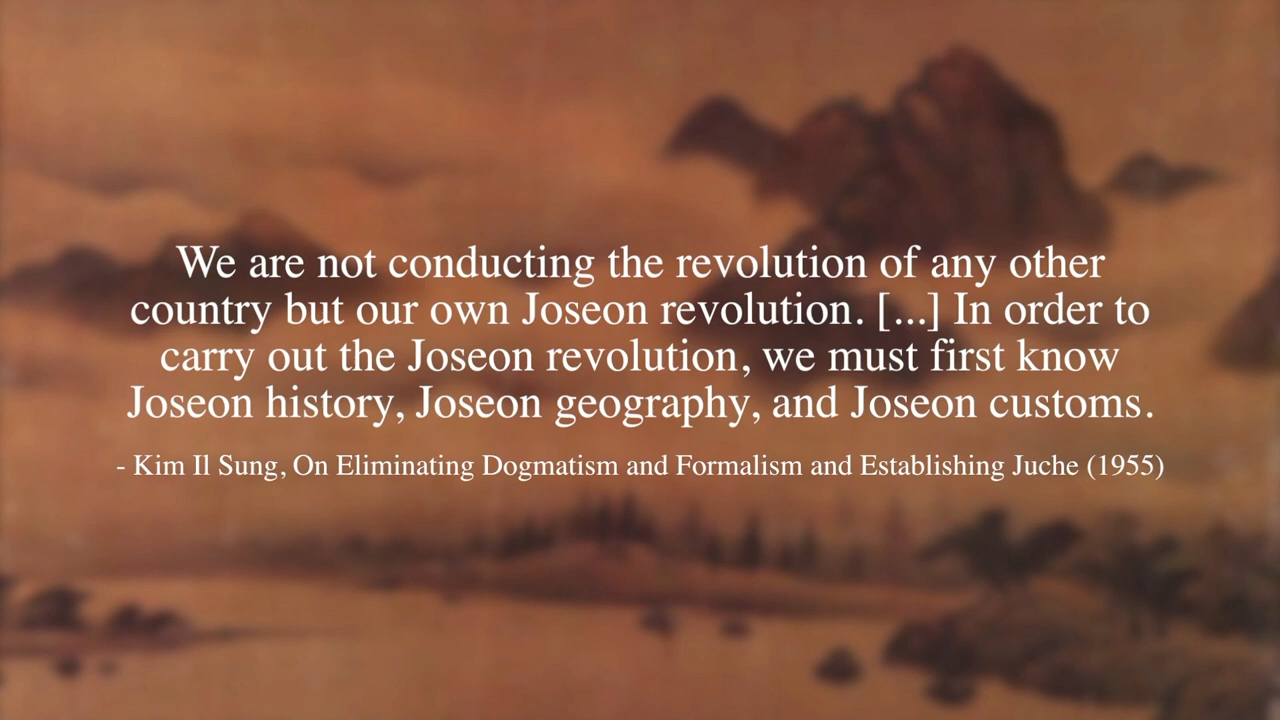 We are not conducting the revolution of any other
country but our own Joseon revolution. [...] In order to
carry out the Joseon revolution, we must first know
Joseon history, Joseon geography, and Joseon customs.
- Kim Il Sung, On Eliminating Dogmatism and Formalism and Establishing Juche (1955)